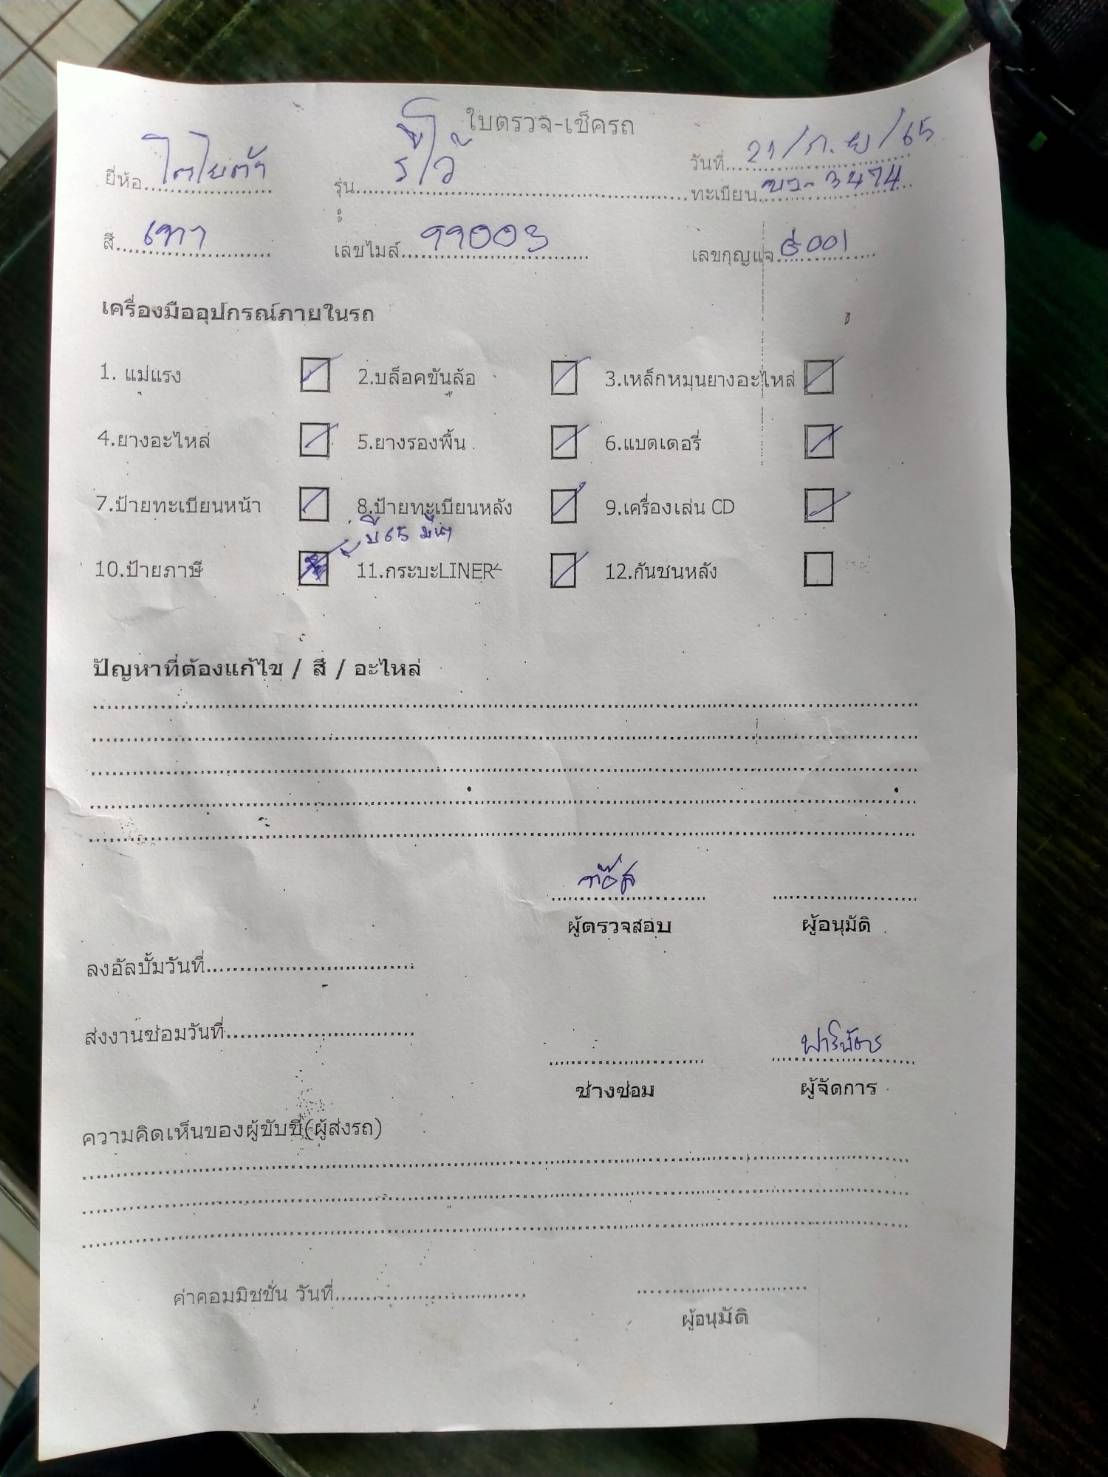 ใบตรวจ-เช็ครถ
ยี่ห้อ โตโยต้า รุ่น รีโว้ วันที่ 21/ก.ย/65
ทะเบียน 3474
สี เทา เลขไมล์ 99003 เลขกุญแจ 001
เครื่องมืออุปกรณ์ภายในรถ
1. แม่แรง 2.บล็อคขันล้อ 3.เหล็กหมุนยางอะไหล่
4.ยางอะไหล่ 5.ยางรองพื้น 6.แบตเตอรี่
7.ป้ายทะเบียนหน้า 8.ป้ายทะเบียนหลัง 9.เครื่องเล่น CD
ปี 65
10.ป้ายภาษี 11.กระบะLINER 12.กันชนหลัง
ปัญหาที่ต้องแก้ไข / สี / อะไหล่
ผู้ตรวจสอบ ผู้อนุมัติ
ลงอัลบั้มวันที่
ส่งงานซ่อมวันที่
ช่างซ่อม ผู้จัดการ
ความคิดเห็นของผู้ขับขี่(ผู้ส่งรถ)
ค่าคอมมิชชั่น วันที่
ผู้อนุมัติ